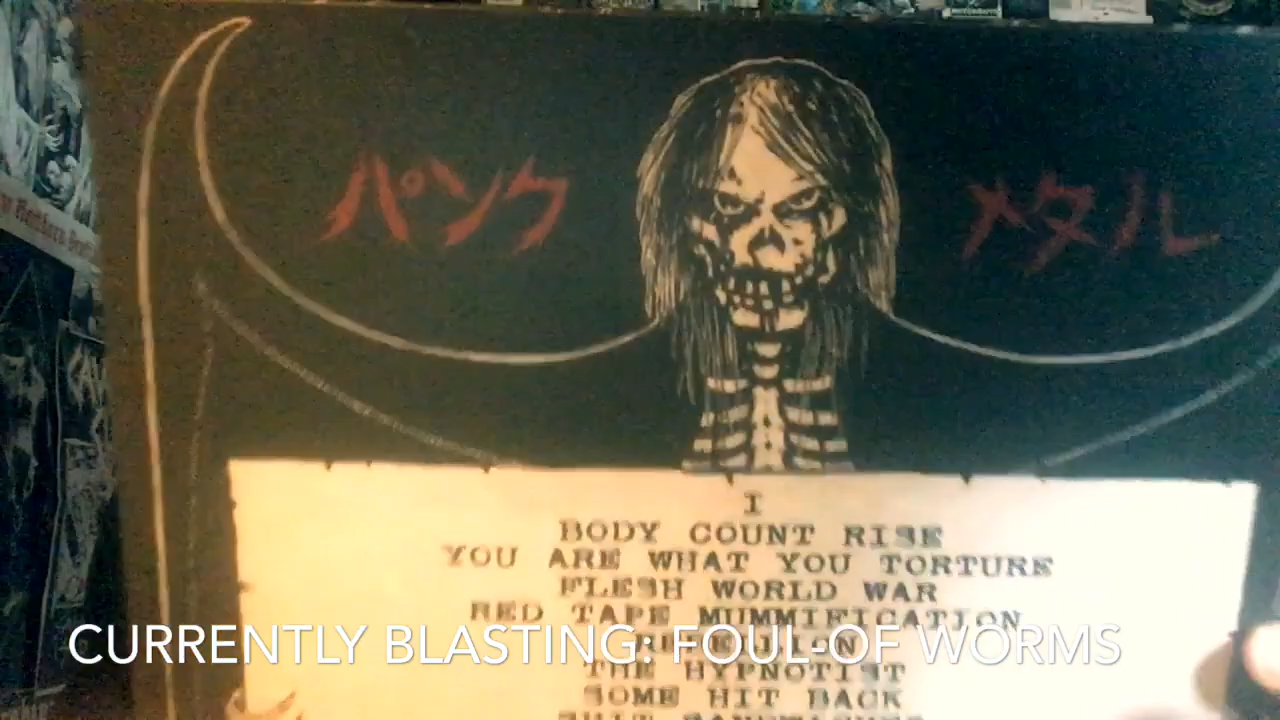 パンク
メタル
I
BODY COUNT RISE
YOU ARE WHAT YOU TORTURE
FLESH WORLD WAR
RED TAPE MUMMIFICATION
CURRENTLY BLASTING: FOUL-OF WORMS
THE HYPNOTIST
SOME HIT BACK